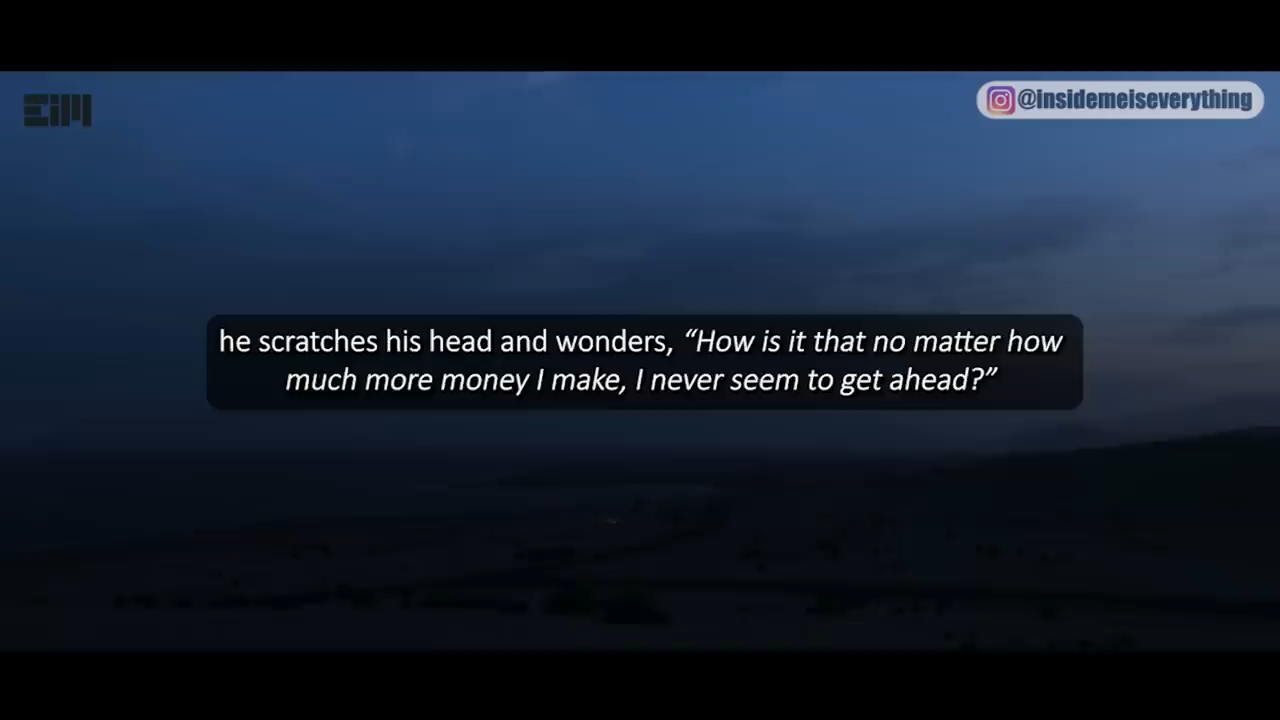 EiM
@insidemeiseverything
he scratches his head and wonders, “How is it that no matter how
much more money I make, I never seem to get ahead?”